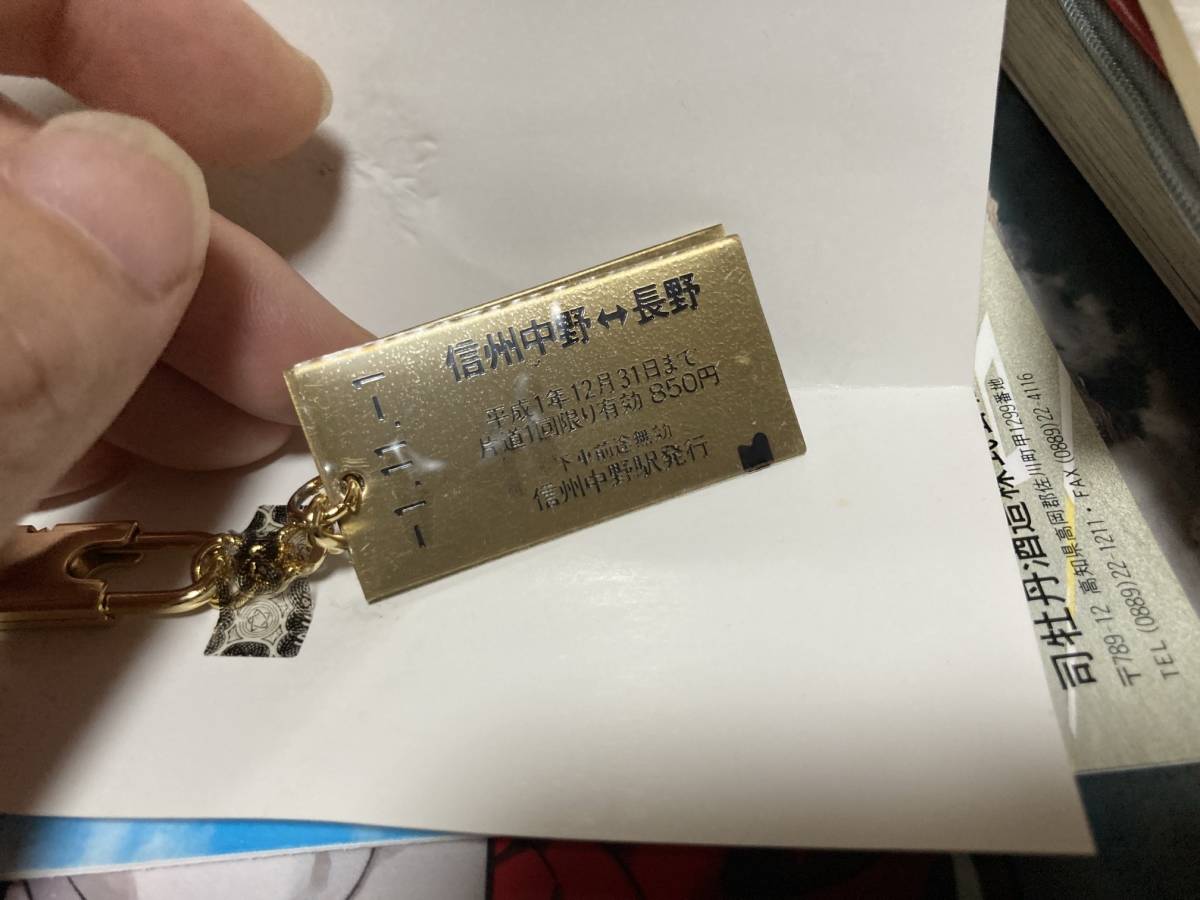 信州中野↔長野
平成1年12月31日まで
片道1回限り有効 850円
下車前途無効
信州中野駅発行
-1.11.-1
司牡丹酒造株式
〒789-12 高知県高岡郡佐川町甲1299番地
TEL (0889)22-1211・FAX (0889)22-4116